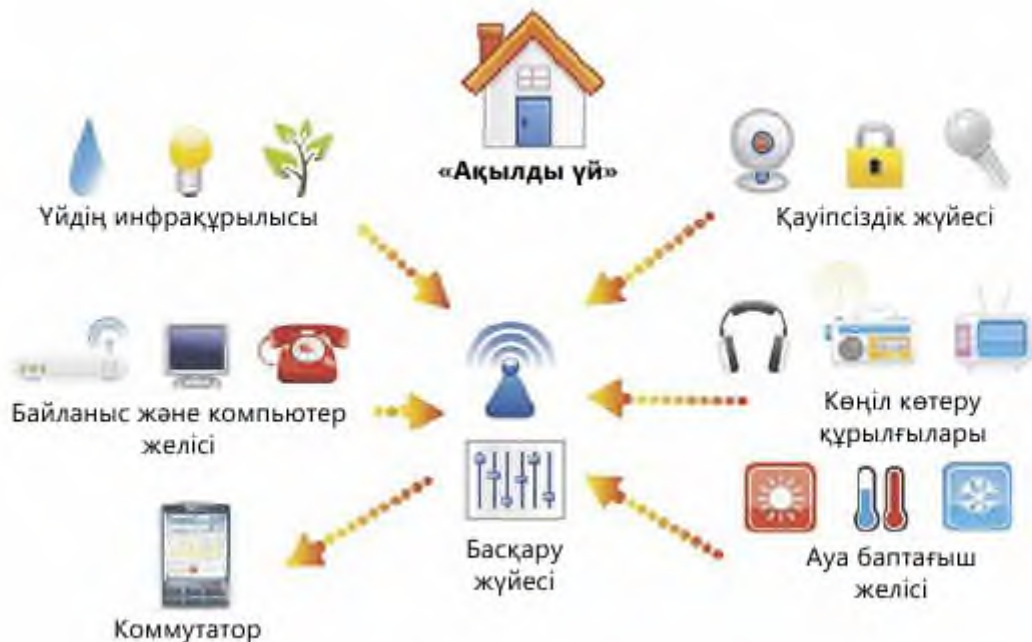 «Ақылды үй»
Үйдің инфрақұрылысы
Қауіпсіздік жүйесі
Байланыс және компьютер
желісі
Көңіл көтеру
құрылғылары
Басқару
жүйесі
Ауа баптағыш
желісі
Коммутатор